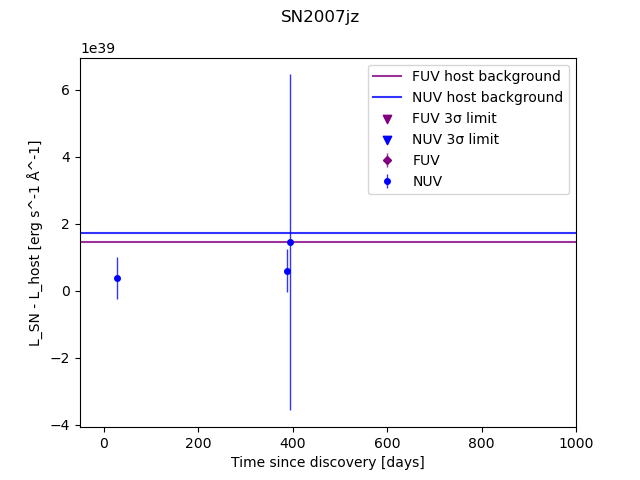 SN2007jz
1e39
L_SN - L_host [erg s^-1 Å^-1]
6
4
2
0
−2
−4
FUV host background
NUV host background
FUV 3σ limit
NUV 3σ limit
FUV
NUV
0 200 400 600 800 1000
Time since discovery [days]